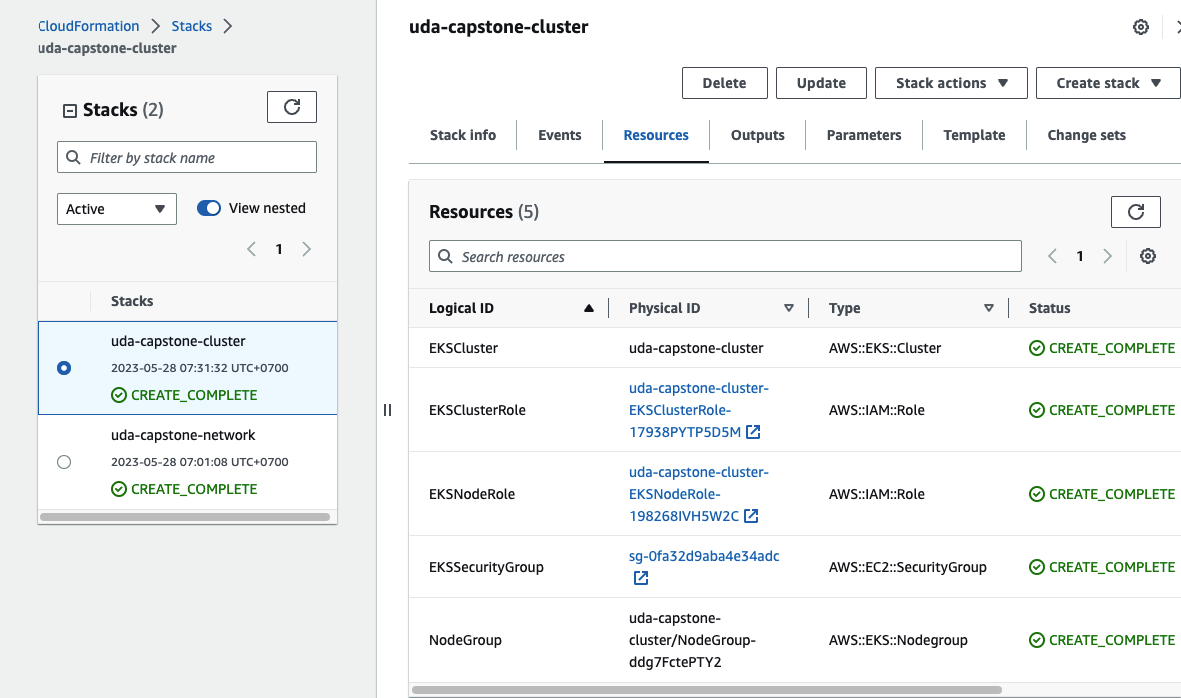 CloudFormation > Stacks >
uda-capstone-cluster
Stacks (2)
Filter by stack name
Active
View nested
1
Stacks
uda-capstone-cluster
2023-05-28 07:31:32 UTC+0700
CREATE_COMPLETE
uda-capstone-network
2023-05-28 07:01:08 UTC+0700
CREATE_COMPLETE
uda-capstone-cluster
Delete Update Stack actions Create stack
Stack info Events Resources Outputs Parameters Template Change sets
Resources (5)
Search resources
1
Logical ID Physical ID Type Status
EKSCluster uda-capstone-cluster AWS::EKS::Cluster CREATE_COMPLETE
uda-capstone-cluster-
EKSClusterRole EKSClusterRole- AWS::IAM::Role CREATE_COMPLETE
17938PYTP5D5M
uda-capstone-cluster-
EKSNodeRole EKSNodeRole- AWS::IAM::Role CREATE_COMPLETE
198268IVH5W2C
sg-0fa32d9aba4e34adc
EKSSecurityGroup AWS::EC2::SecurityGroup CREATE_COMPLETE
uda-capstone-
NodeGroup cluster/NodeGroup- AWS::EKS::Nodegroup CREATE_COMPLETE
ddg7FctePTY2